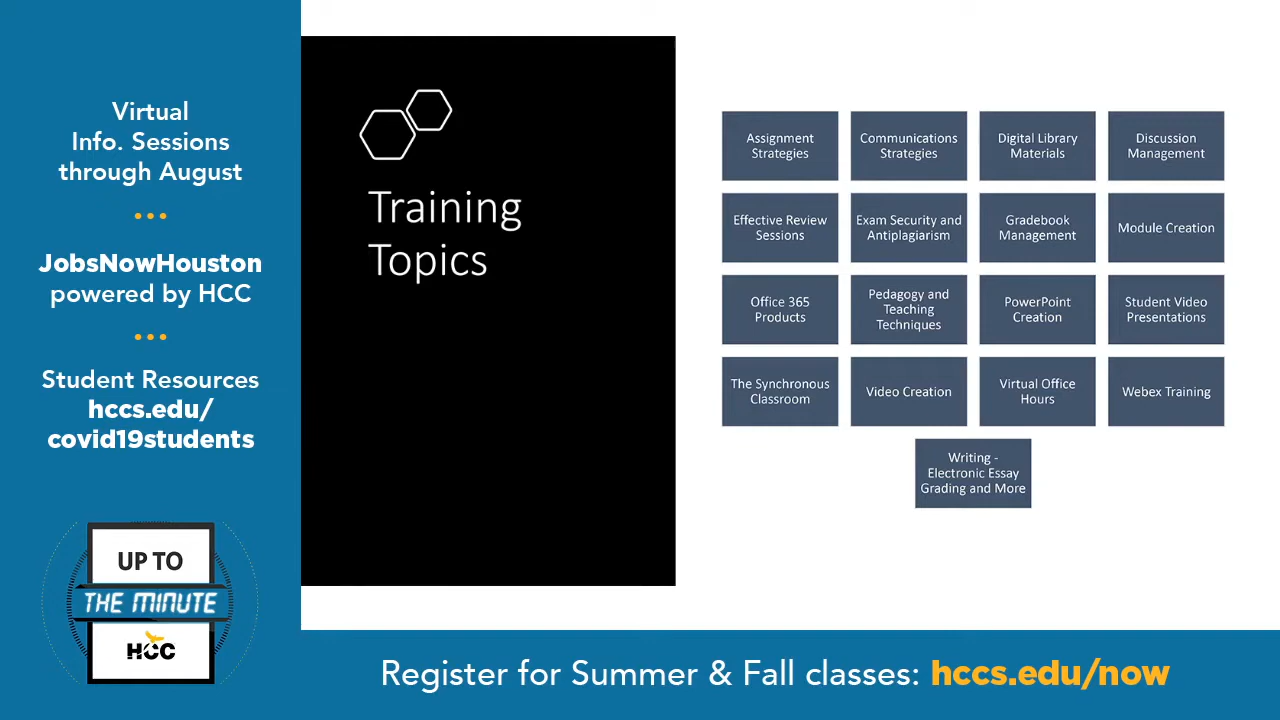 Virtual
Info. Sessions
through August
JobsNowHouston
powered by HCC
Student Resources
hccs.edu/
covid19students
UP TO
THE MINUTE
HCC
Training
Topics
Assignment
Strategies
Communications
Strategies
Digital Library
Materials
Discussion
Management
Effective Review
Sessions
Exam Security and
Antiplagiarism
Gradebook
Management
Module Creation
Office 365
Products
Pedagogy and
Teaching
Techniques
PowerPoint
Creation
Student Video
Presentations
The Synchronous
Classroom
Video Creation
Virtual Office
Hours
Webex Training
Writing -
Electronic Essay
Grading and More
Register for Summer & Fall classes: hccs.edu/now